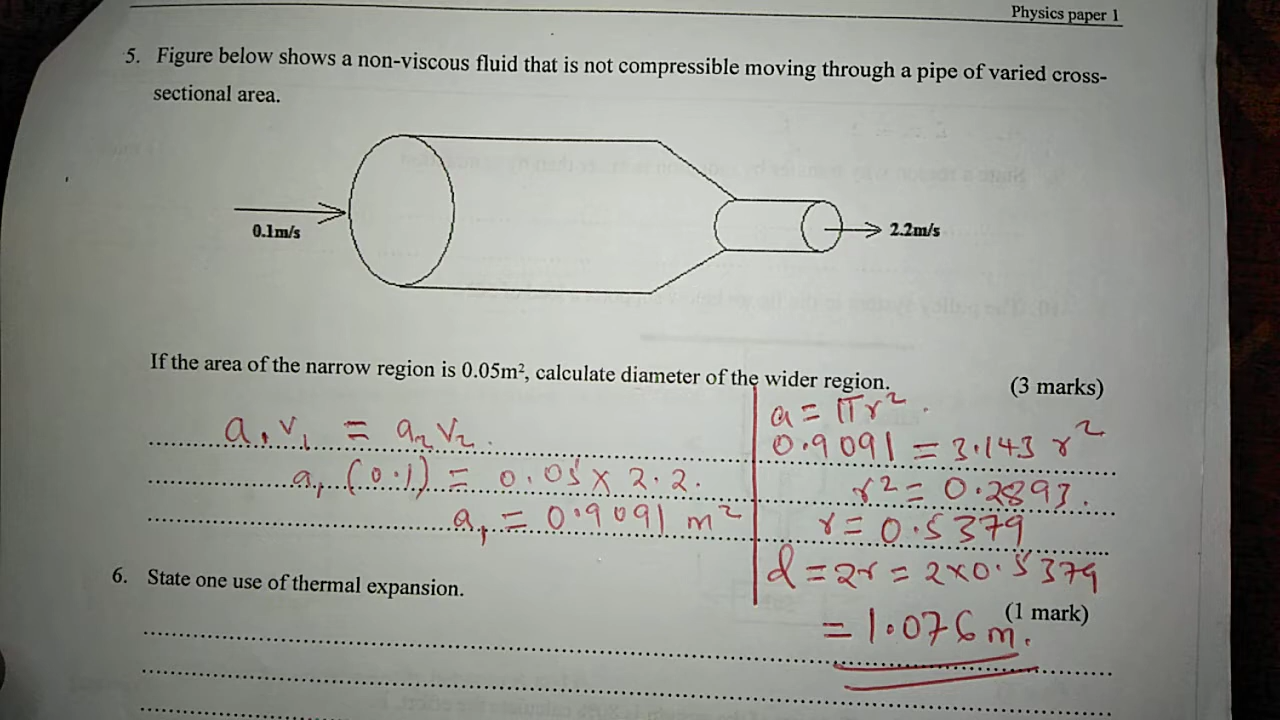 Physics paper 1
5. Figure below shows a non-viscous fluid that is not compressible moving through a pipe of varied cross-
sectional area.
0.1m/s
2.2m/s
If the area of the narrow region is 0.05m², calculate diameter of the wider region.
(3 marks)
a₁v₁ = a₂v₂.
a₁(0.1) = 0.05 × 2.2.
a₁ = 0.9091 m²
a = πr².
0.9091 = 3.143 r²
r² = 0.2893.
r = 0.5379
d = 2r = 2×0.5379
= 1.076 m.
6. State one use of thermal expansion.
(1 mark)